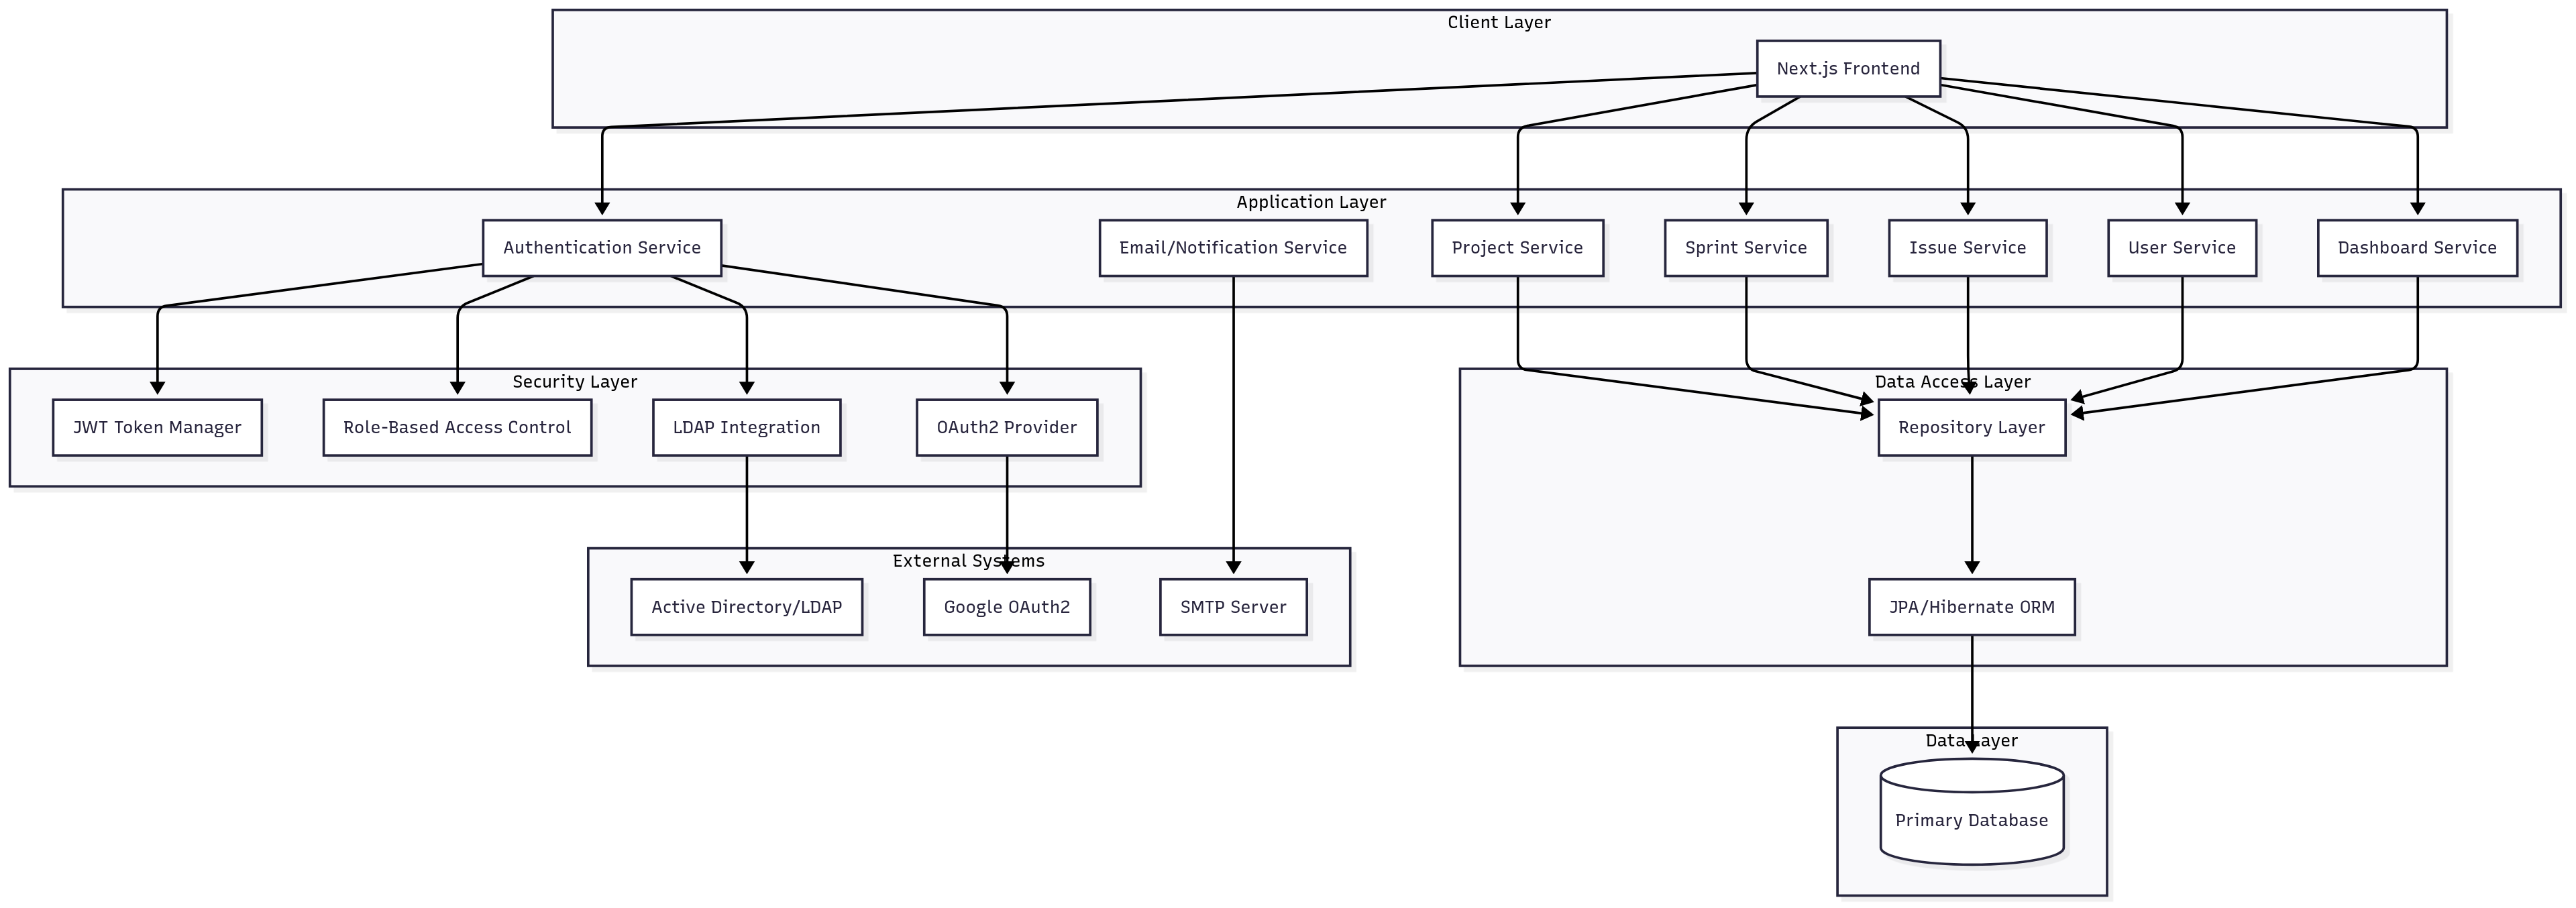 Client Layer
Next.js Frontend
Application Layer
Authentication Service
Email/Notification Service
Project Service
Sprint Service
Issue Service
User Service
Dashboard Service
Security Layer
JWT Token Manager
Role-Based Access Control
LDAP Integration
OAuth2 Provider
Data Access Layer
Repository Layer
External Systems
Active Directory/LDAP
Google OAuth2
SMTP Server
JPA/Hibernate ORM
Data Layer
Primary Database